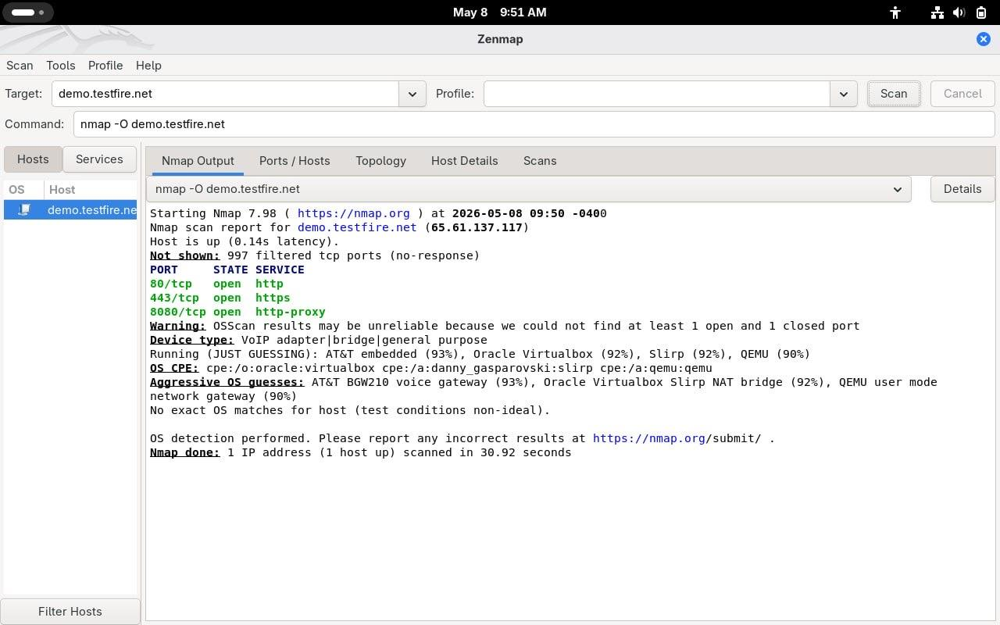 May 8 9:51 AM
Zenmap
Scan Tools Profile Help
Target: demo.testfire.net Profile: Scan Cancel
Command: nmap -O demo.testfire.net
Hosts Services
Nmap Output Ports / Hosts Topology Host Details Scans
OS Host
nmap -O demo.testfire.net Details
demo.testfire.ne
Starting Nmap 7.98 ( https://nmap.org ) at 2026-05-08 09:50 -0400
Nmap scan report for demo.testfire.net (65.61.137.117)
Host is up (0.14s latency).
Not shown: 997 filtered tcp ports (no-response)
PORT STATE SERVICE
80/tcp open http
443/tcp open https
8080/tcp open http-proxy
Warning: OSScan results may be unreliable because we could not find at least 1 open and 1 closed port
Device type: VoIP adapter|bridge|general purpose
Running (JUST GUESSING): AT&T embedded (93%), Oracle Virtualbox (92%), Slirp (92%), QEMU (90%)
OS CPE: cpe:/o:oracle:virtualbox cpe:/a:danny_gasparovski:slirp cpe:/a:qemu:qemu
Aggressive OS guesses: AT&T BGW210 voice gateway (93%), Oracle Virtualbox Slirp NAT bridge (92%), QEMU user mode
network gateway (90%)
No exact OS matches for host (test conditions non-ideal).
OS detection performed. Please report any incorrect results at https://nmap.org/submit/ .
Nmap done: 1 IP address (1 host up) scanned in 30.92 seconds
Filter Hosts